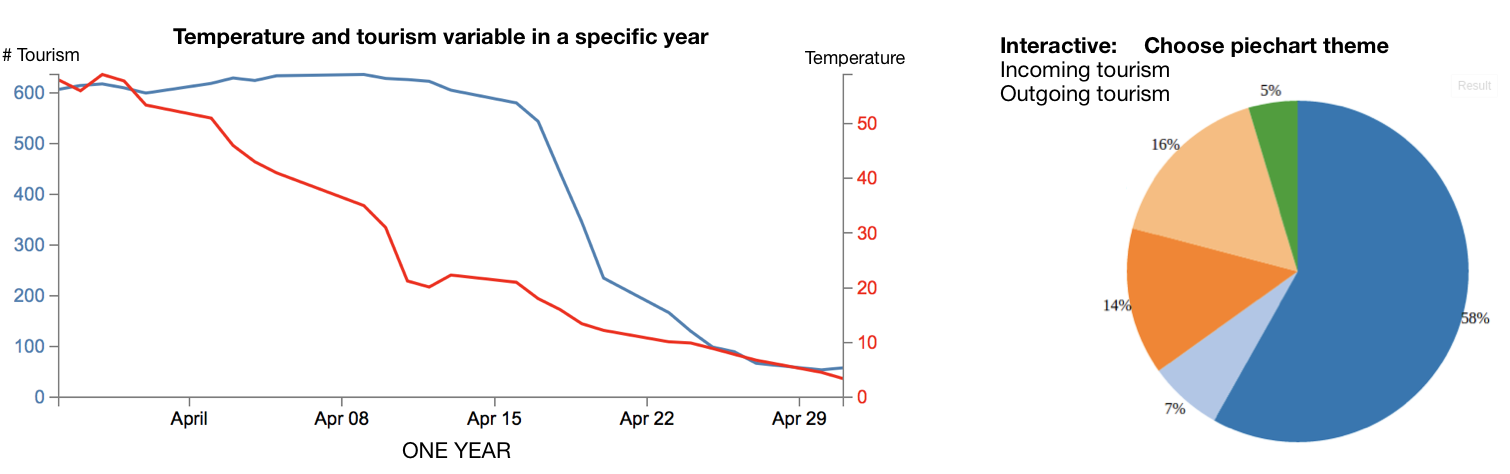 Temperature and tourism variable in a specific year
# Tourism
Temperature
600
500
400
300
200
100
0
50
40
30
20
10
0
April
Apr 08
Apr 15
Apr 22
Apr 29
ONE YEAR
Interactive: Choose piechart theme
Incoming tourism
Outgoing tourism
Result
5%
16%
14%
7%
58%